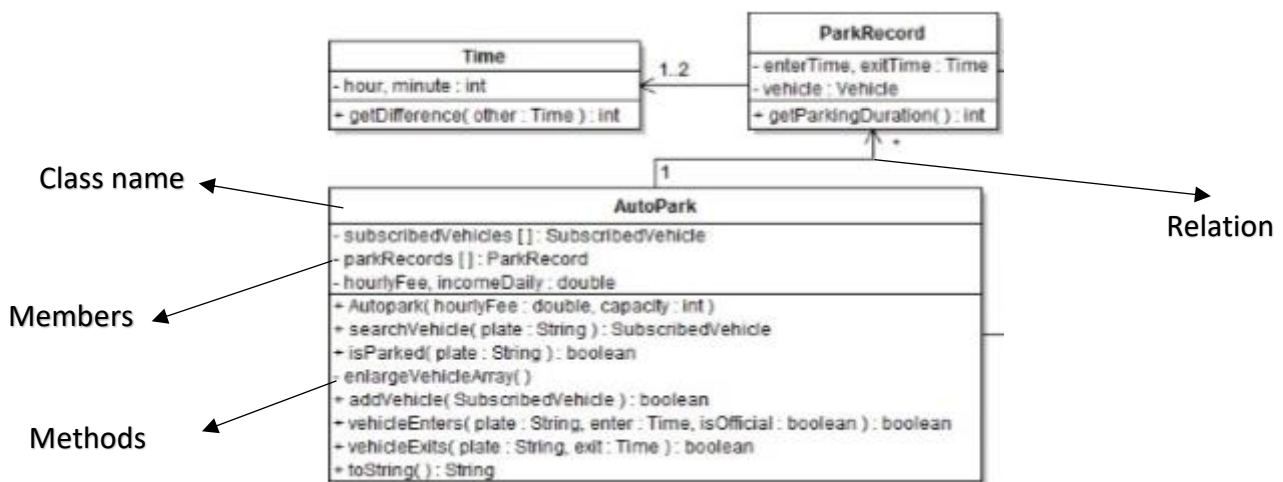 ParkRecord
- enterTime, exitTime : Time
- vehicle : Vehicle
+ getParkingDuration( ) : int
Time
- hour, minute : int
+ getDifference( other : Time ) : int
1..2
*
1
Class name
Relation
AutoPark
- subscribedVehicles [ ] : SubscribedVehicle
- parkRecords [ ] : ParkRecord
- hourlyFee, incomeDaily : double
Members
+ Autopark( hourlyFee : double, capacity : int )
+ searchVehicle( plate : String ) : SubscribedVehicle
+ isParked( plate : String ) : boolean
- enlargeVehicleArray( )
+ addVehicle( SubscribedVehicle ) : boolean
+ vehicleEnters( plate : String, enter : Time, isOfficial : boolean ) : boolean
+ vehicleExits( plate : String, exit : Time ) : boolean
+ toString( ) : String
Methods